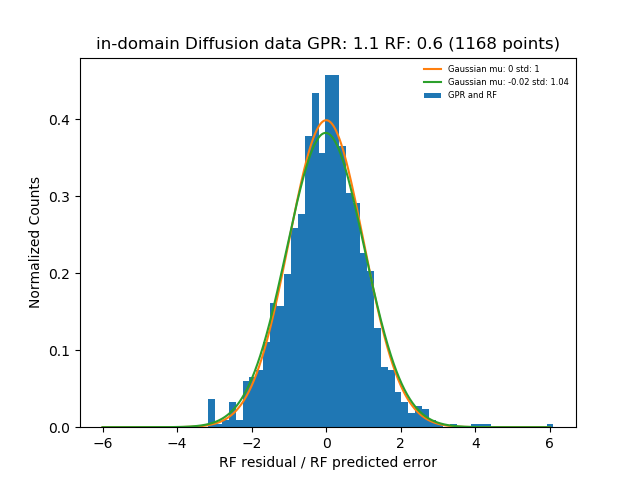 in-domain Diffusion data GPR: 1.1 RF: 0.6 (1168 points)
Gaussian mu: 0 std: 1
Gaussian mu: -0.02 std: 1.04
GPR and RF
Normalized Counts
0.4
0.3
0.2
0.1
0.0
−6 −4 −2 0 2 4 6
RF residual / RF predicted error